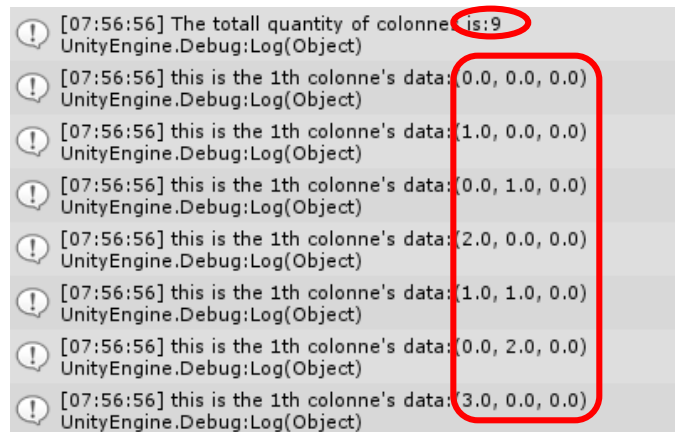 [07:56:56] The totall quantity of colonnes is:9
UnityEngine.Debug:Log(Object)
[07:56:56] this is the 1th colonne's data:(0.0, 0.0, 0.0)
UnityEngine.Debug:Log(Object)
[07:56:56] this is the 1th colonne's data:(1.0, 0.0, 0.0)
UnityEngine.Debug:Log(Object)
[07:56:56] this is the 1th colonne's data:(0.0, 1.0, 0.0)
UnityEngine.Debug:Log(Object)
[07:56:56] this is the 1th colonne's data:(2.0, 0.0, 0.0)
UnityEngine.Debug:Log(Object)
[07:56:56] this is the 1th colonne's data:(1.0, 1.0, 0.0)
UnityEngine.Debug:Log(Object)
[07:56:56] this is the 1th colonne's data:(0.0, 2.0, 0.0)
UnityEngine.Debug:Log(Object)
[07:56:56] this is the 1th colonne's data:(3.0, 0.0, 0.0)
UnityEngine.Debug:Log(Object)